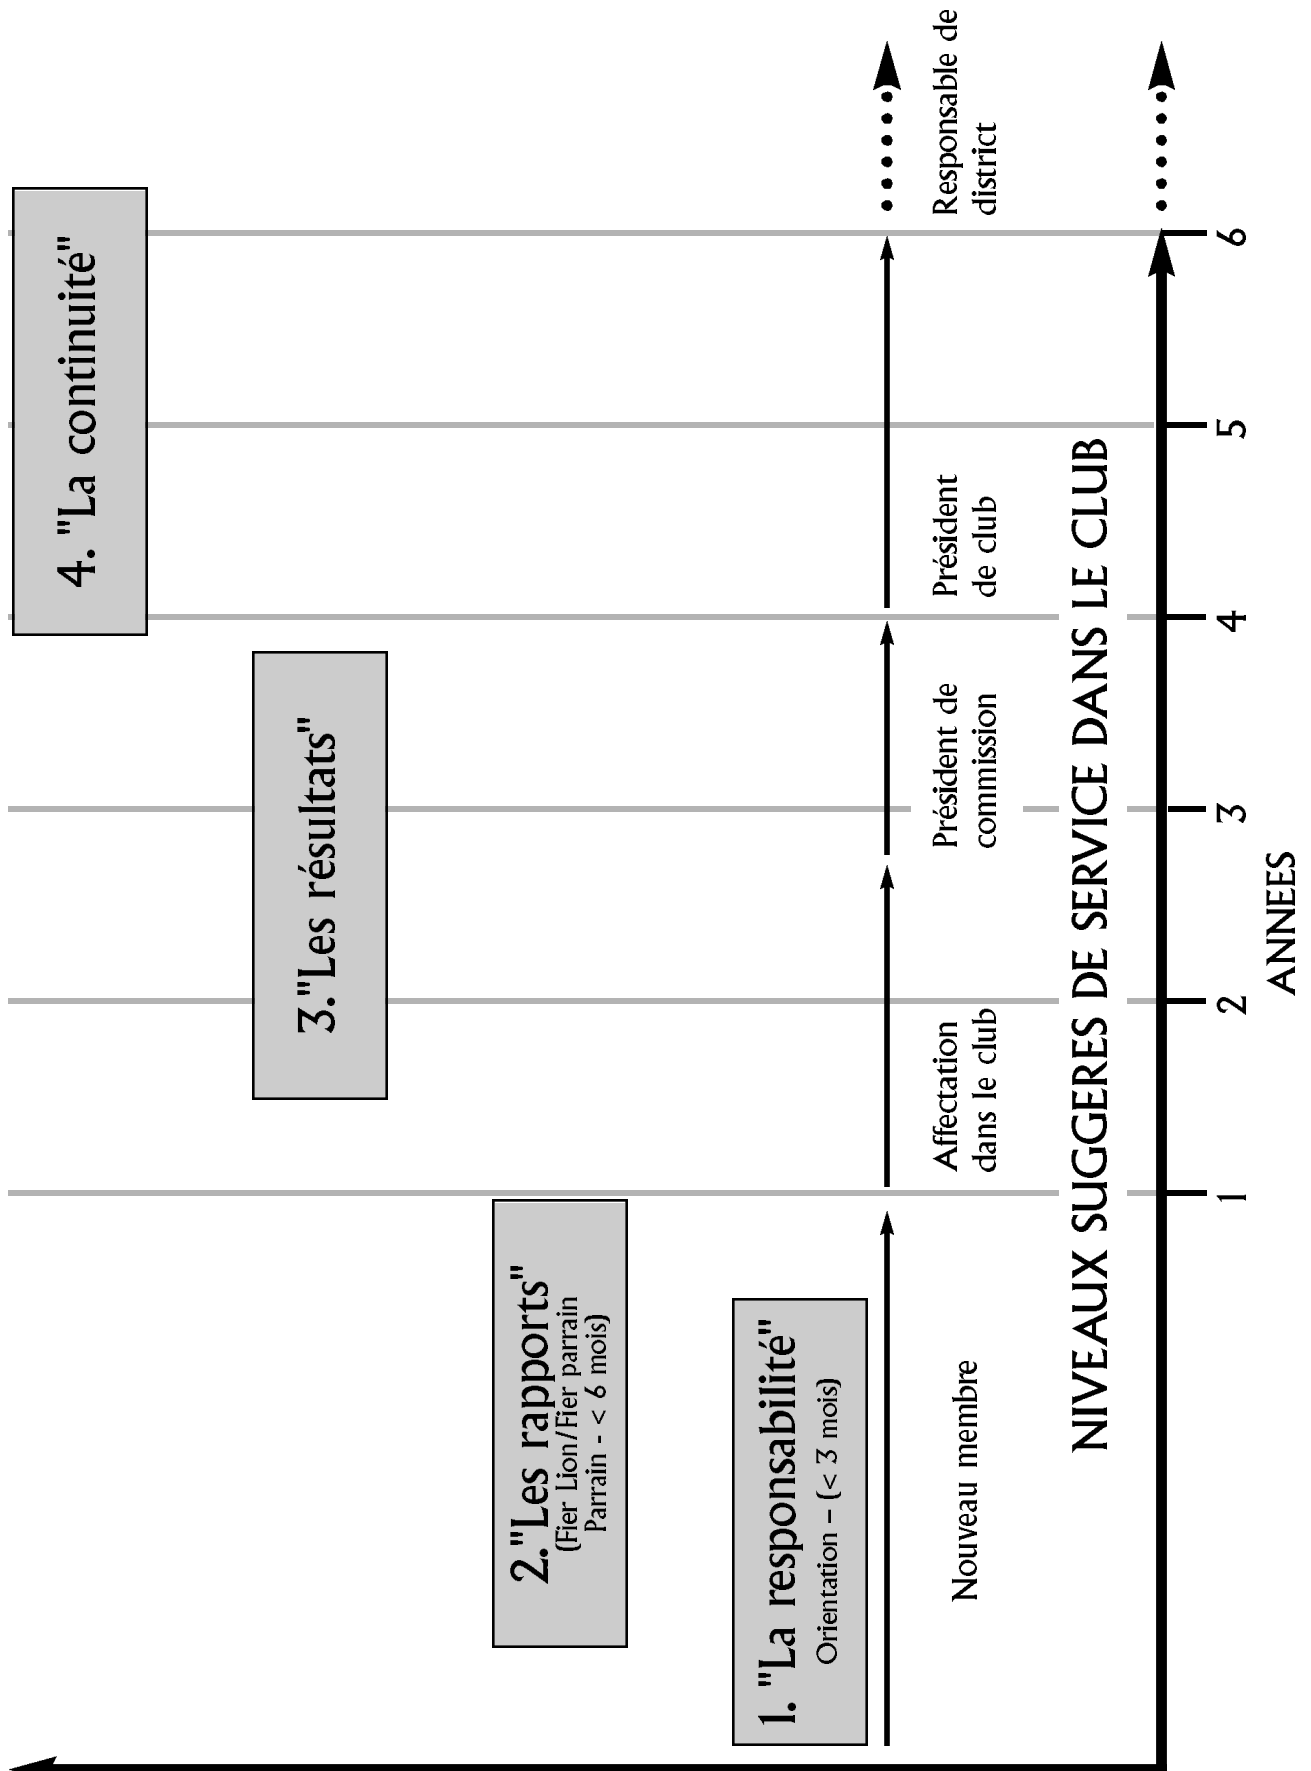 4. "La continuité"
3."Les résultats"
2."Les rapports"
(Fier Lion/Fier parrain
Parrain - < 6 mois)
1. "La responsabilité"
Orientation – (< 3 mois)
Nouveau membre
Affectation
dans le club
Président de
commission
Président
de club
Responsable de
district
NIVEAUX SUGGERES DE SERVICE DANS LE CLUB
1
2
3
4
5
6
ANNEES